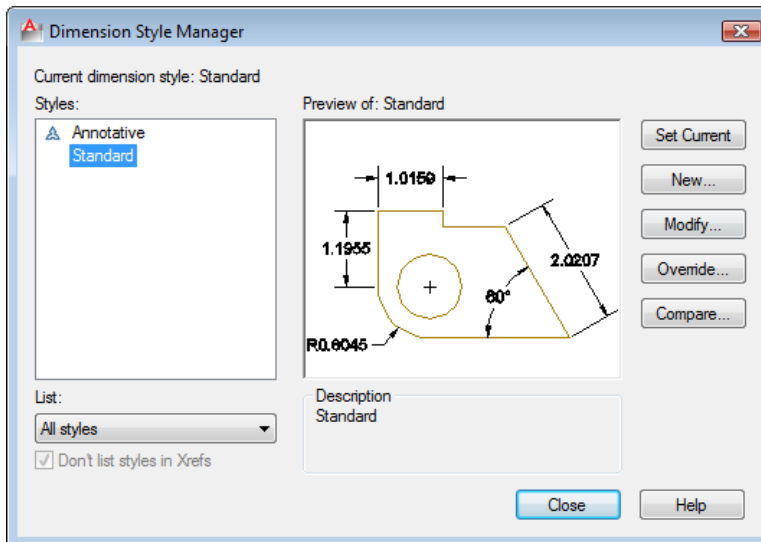 Dimension Style Manager
Current dimension style: Standard
Styles:
Annotative
Standard
List:
All styles
Don't list styles in Xrefs
Preview of: Standard
1.0159
1.1955
2.0207
60°
R0.8045
Description
Standard
Set Current
New...
Modify...
Override...
Compare...
Close
Help